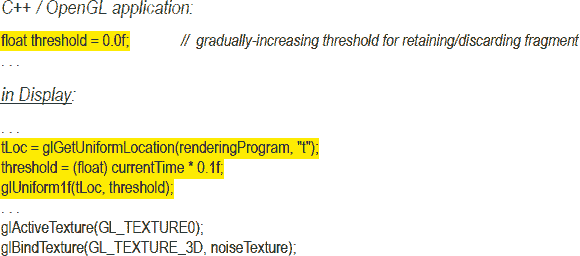 C++ / OpenGL application:
float threshold = 0.0f; // gradually-increasing threshold for retaining/discarding fragment
. . .
in Display:
. . .
tLoc = glGetUniformLocation(renderingProgram, "t");
threshold = (float) currentTime * 0.1f;
glUniform1f(tLoc, threshold);
. . .
glActiveTexture(GL_TEXTURE0);
glBindTexture(GL_TEXTURE_3D, noiseTexture);